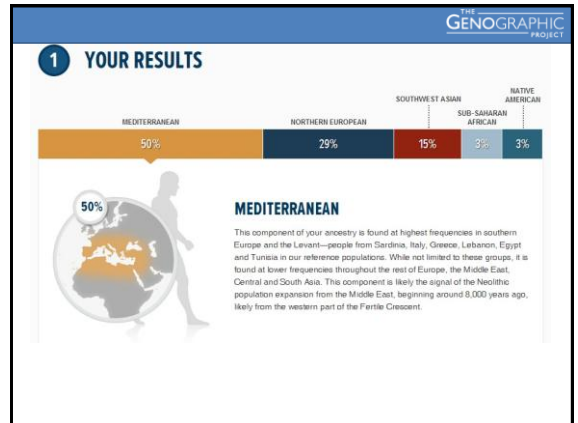 THE
GENOGRAPHIC
PROJECT
1 YOUR RESULTS
NATIVE
SOUTHWEST ASIAN AMERICAN
SUB-SAHARAN
MEDITERRANEAN NORTHERN EUROPEAN AFRICAN
50% 29% 15% 3% 3%
50%
MEDITERRANEAN
This component of your ancestry is found at highest frequencies in southern
Europe and the Levant—people from Sardinia, Italy, Greece, Lebanon, Egypt
and Tunisia in our reference populations. While not limited to these groups, it is
found at lower frequencies throughout the rest of Europe, the Middle East,
Central and South Asia. This component is likely the signal of the Neolithic
population expansion from the Middle East, beginning around 8,000 years ago,
likely from the western part of the Fertile Crescent.